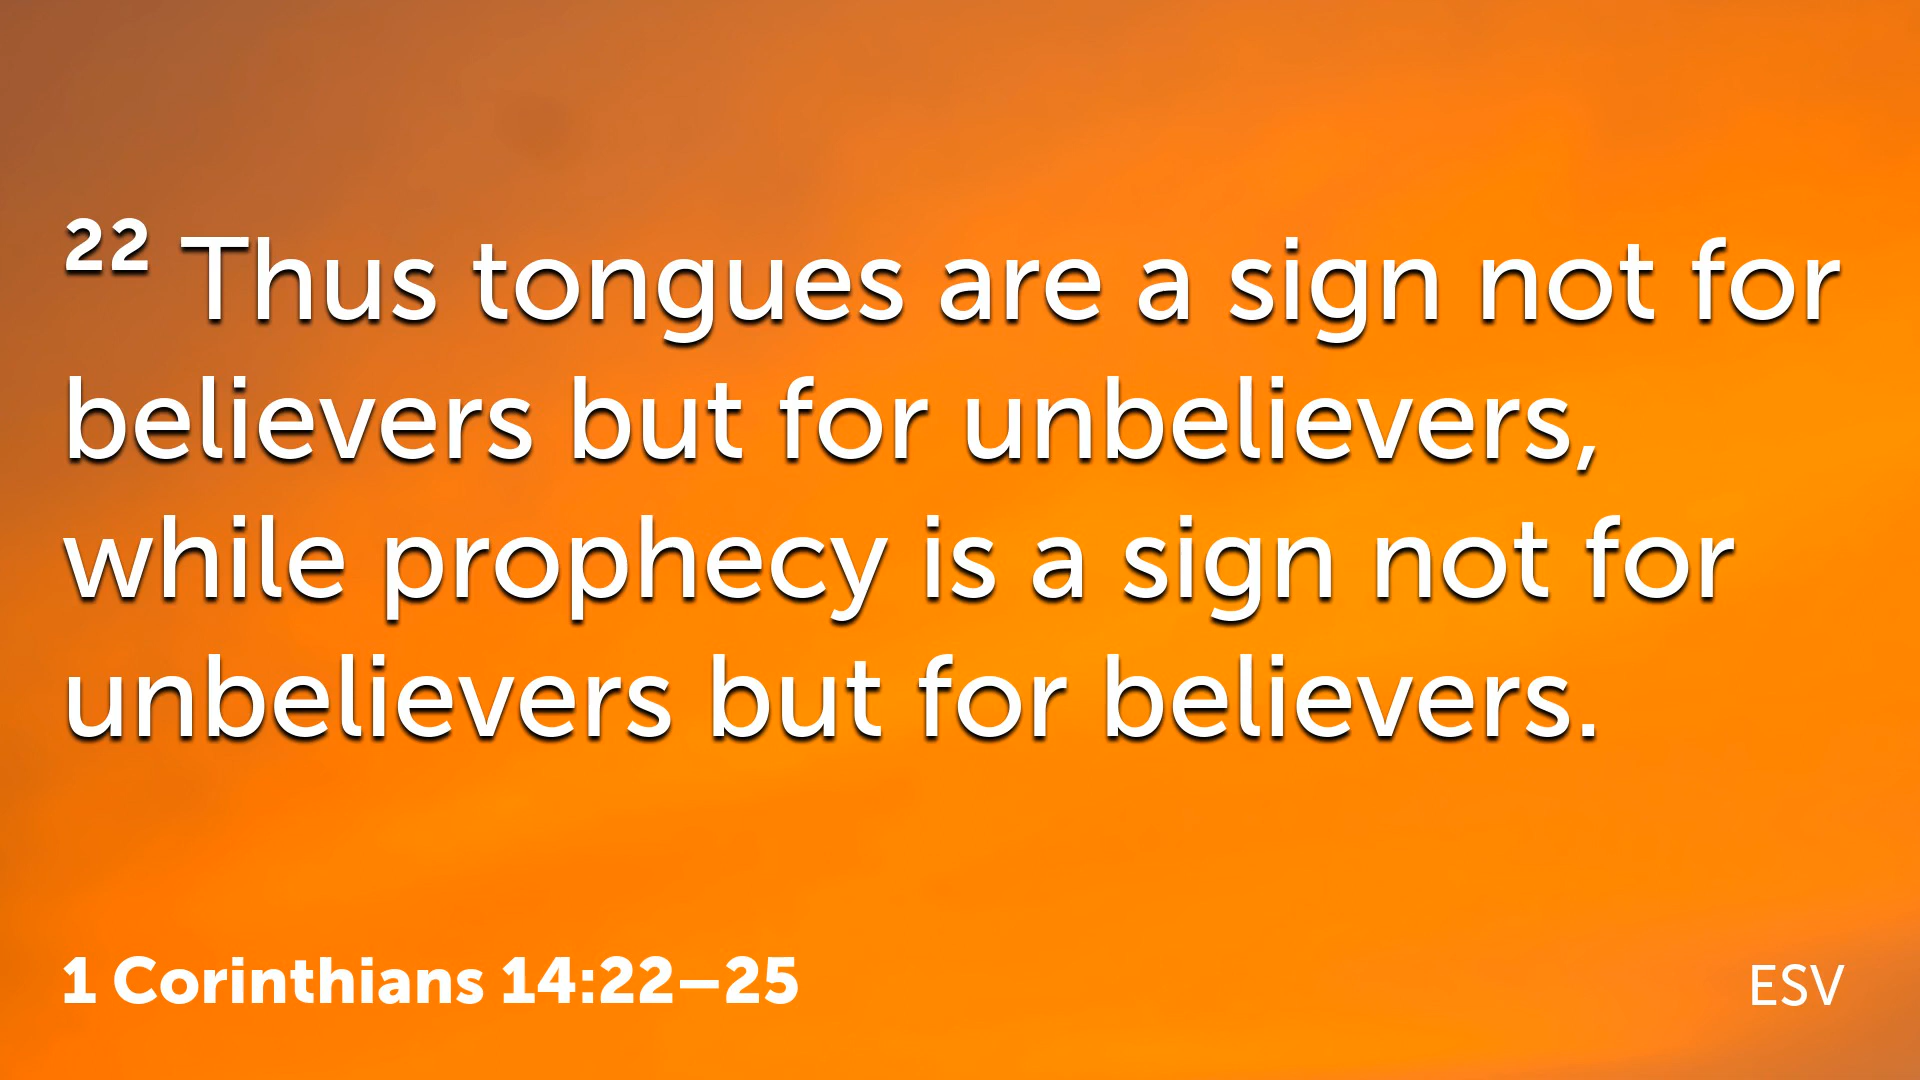 22 Thus tongues are a sign not for
believers but for unbelievers,
while prophecy is a sign not for
unbelievers but for believers.
1 Corinthians 14:22–25
ESV